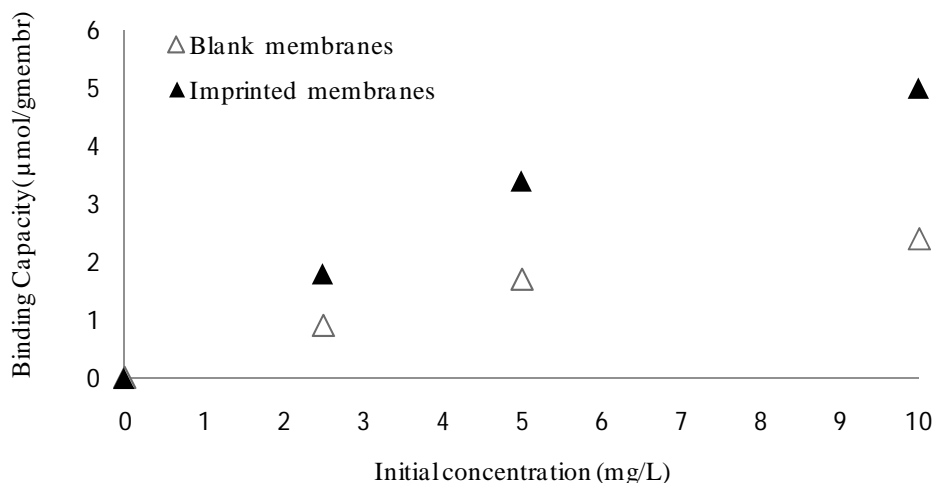 Binding Capacity (µmol/gmembr)
6
5
4
3
2
1
0
Blank membranes
Imprinted membranes
0 1 2 3 4 5 6 7 8 9 10
Initial concentration (mg/L)